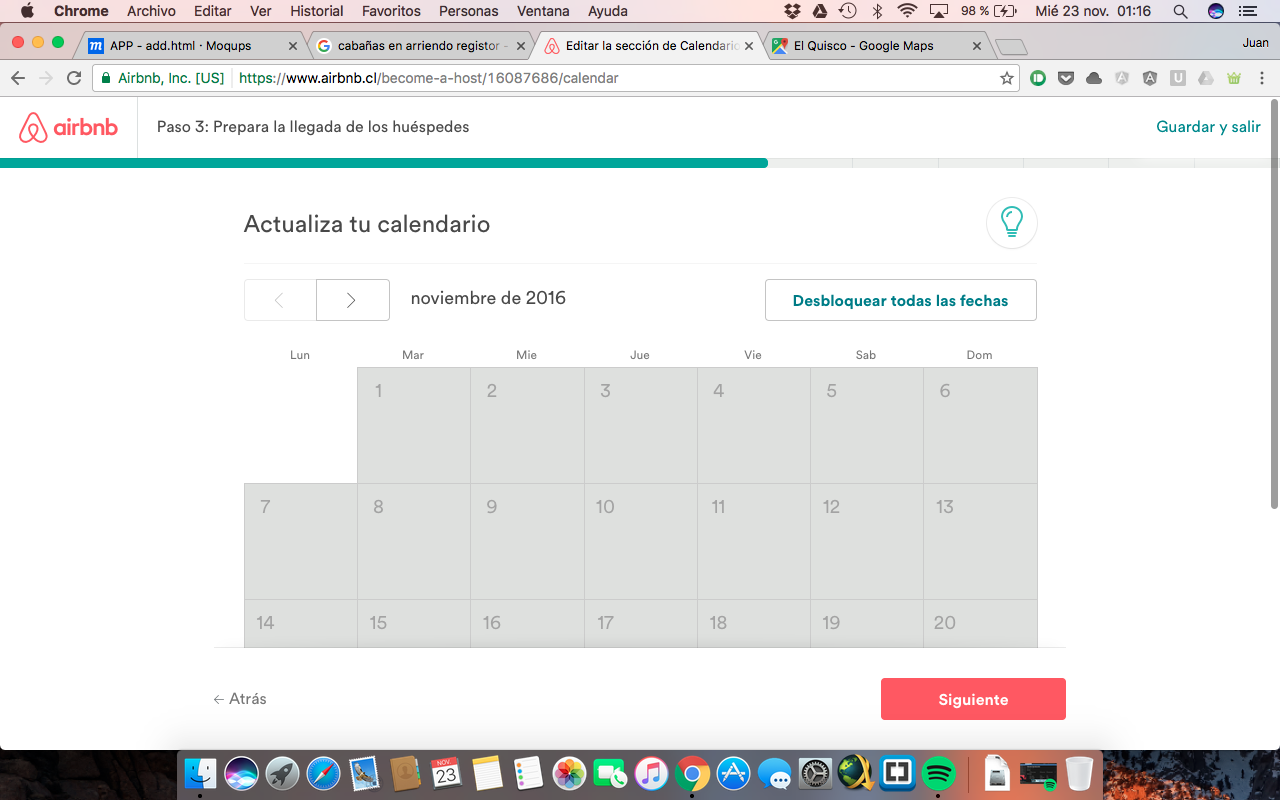 Chrome Archivo Editar Ver Historial Favoritos Personas Ventana Ayuda 98 % Mié 23 nov. 01:16
m APP - add.html · Moqups cabañas en arriendo registor - Editar la sección de Calendario El Quisco - Google Maps Juan
Airbnb, Inc. [US] https://www.airbnb.cl/become-a-host/16087686/calendar
airbnb Paso 3: Prepara la llegada de los huéspedes Guardar y salir
Actualiza tu calendario
noviembre de 2016 Desbloquear todas las fechas
Lun Mar Mie Jue Vie Sab Dom
1 2 3 4 5 6
7 8 9 10 11 12 13
14 15 16 17 18 19 20
← Atrás Siguiente
NOV
23